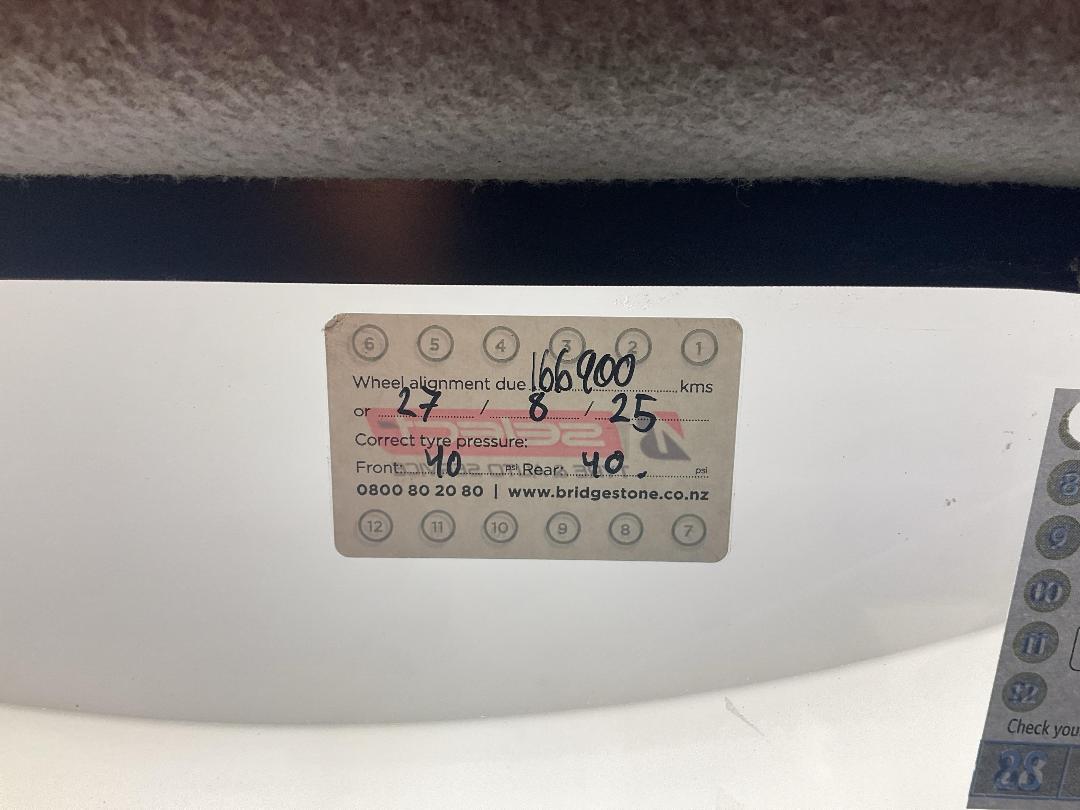 6 5 4 3 2 1
Wheel alignment due 166900 kms
or 27 / 8 / 25
Correct tyre pressure:
Front: 40 psi Rear: 40. psi
0800 80 20 80 | www.bridgestone.co.nz
12 11 10 9 8 7
Check you